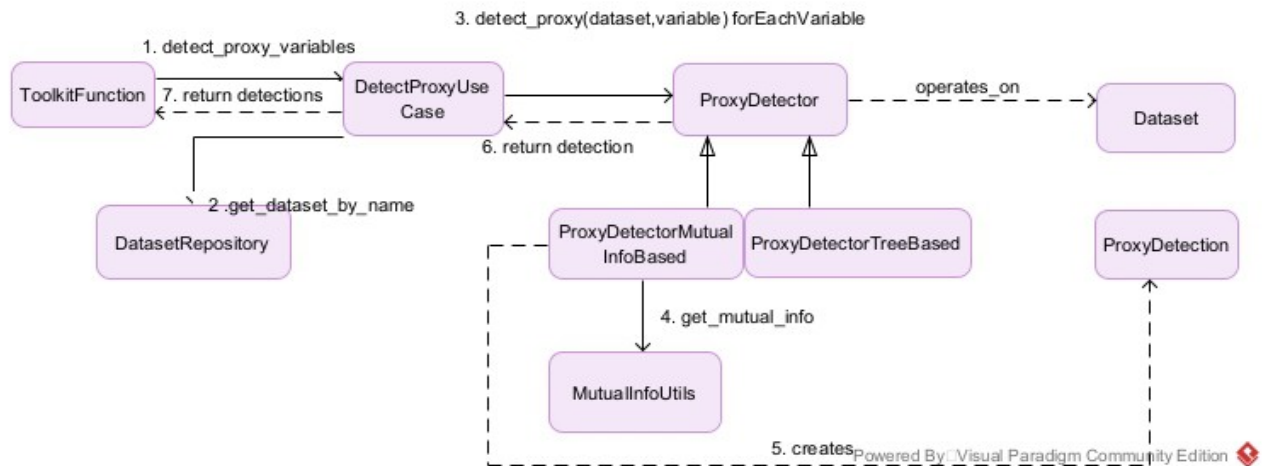 3. detect_proxy(dataset,variable) forEachVariable
1. detect_proxy_variables
ToolkitFunction
7. return detections
DetectProxyUse
Case
ProxyDetector
operates_on
Dataset
6. return detection
2 .get_dataset_by_name
DatasetRepository
ProxyDetectorMutual
InfoBased
ProxyDetectorTreeBased
ProxyDetection
4. get_mutual_info
MutualInfoUtils
5. creates
Powered By Visual Paradigm Community Edition